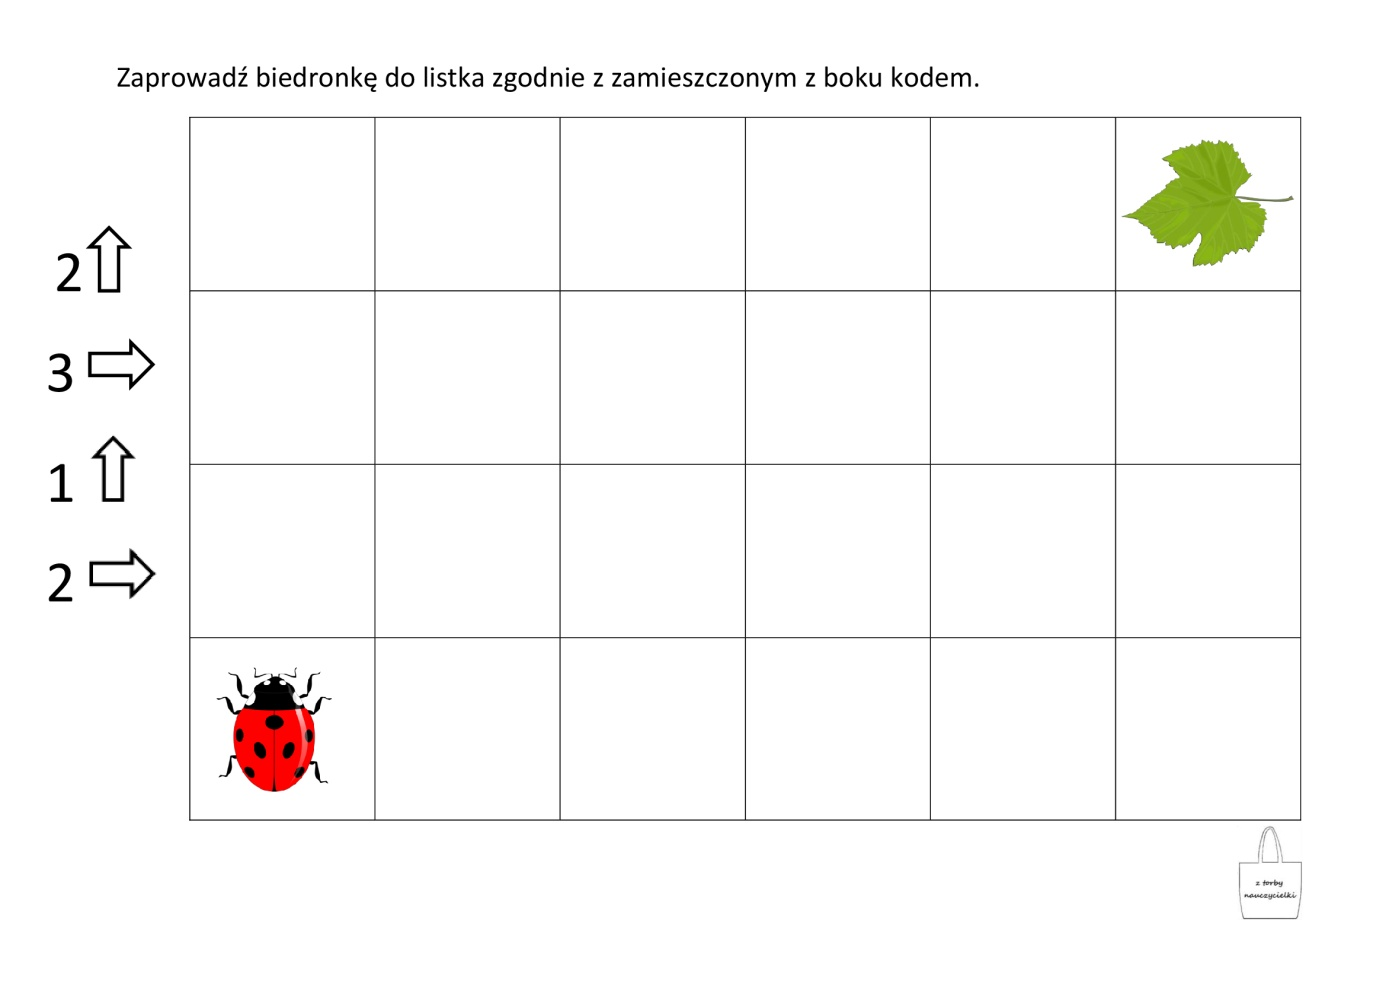 Zaprowadź biedronkę do listka zgodnie z zamieszczonym z boku kodem.
2
3
1
2
z torby
nauczycielki